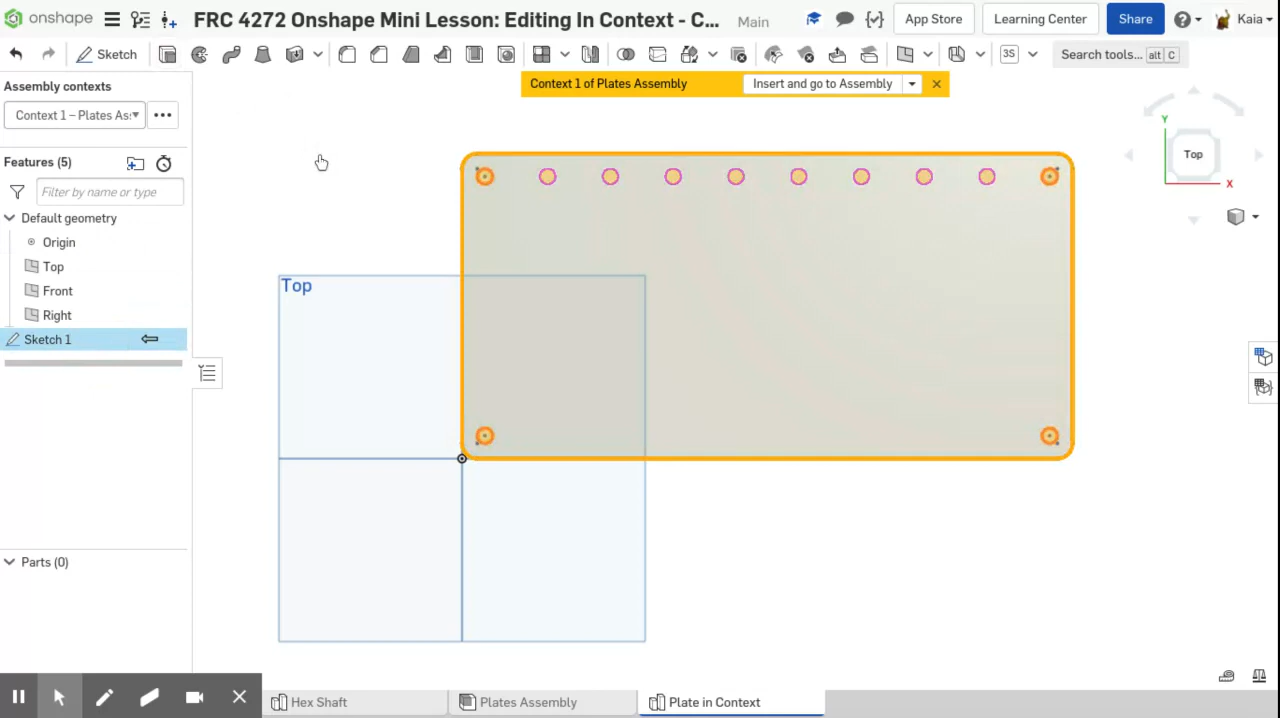 onshape FRC 4272 Onshape Mini Lesson: Editing In Context - C... Main App Store Learning Center Share Kaia
Sketch 3S Search tools... alt C
Assembly contexts
Context 1 of Plates Assembly Insert and go to Assembly
Context 1 – Plates As:
Features (5)
Filter by name or type
Default geometry
Origin
Top
Front
Right
Sketch 1
Parts (0)
Top
Y
Top
X
Hex Shaft Plates Assembly Plate in Context